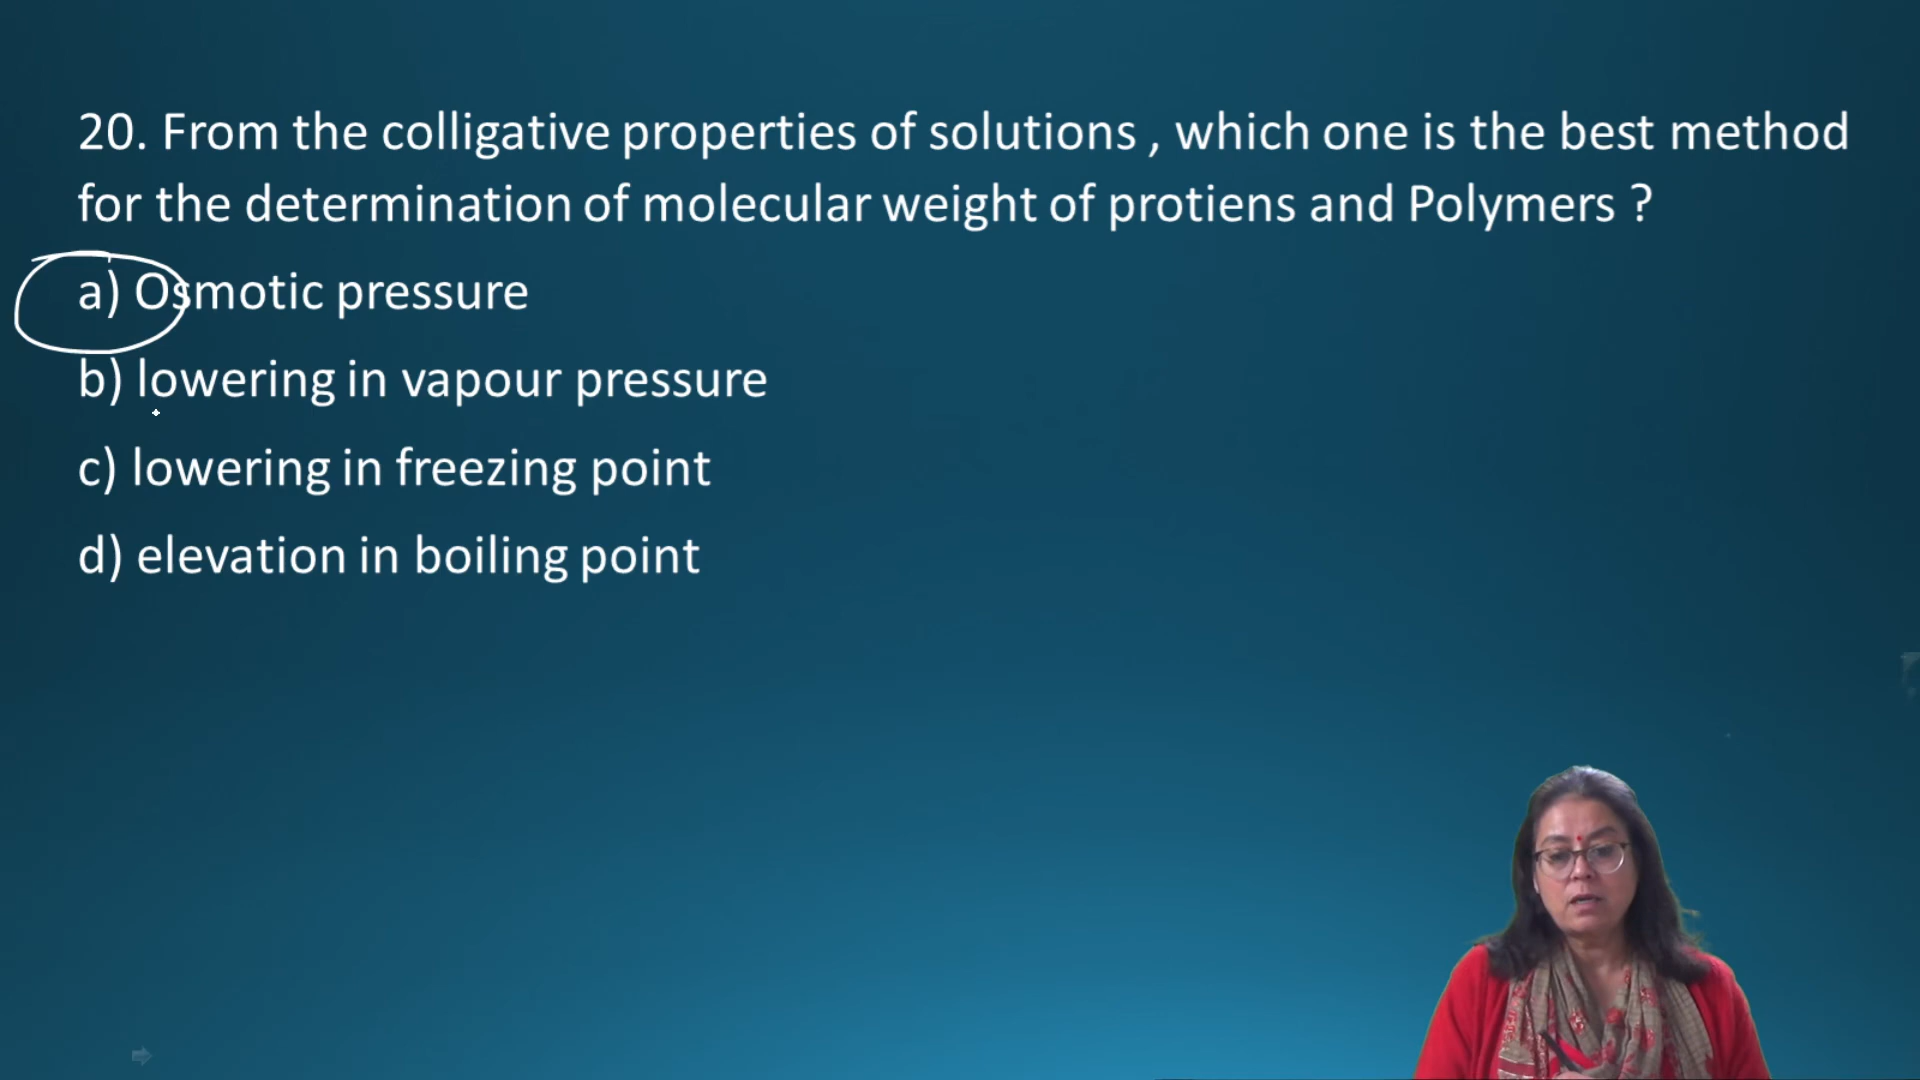 20. From the colligative properties of solutions , which one is the best method
for the determination of molecular weight of protiens and Polymers ?
a) Osmotic pressure
b) lowering in vapour pressure
c) lowering in freezing point
d) elevation in boiling point